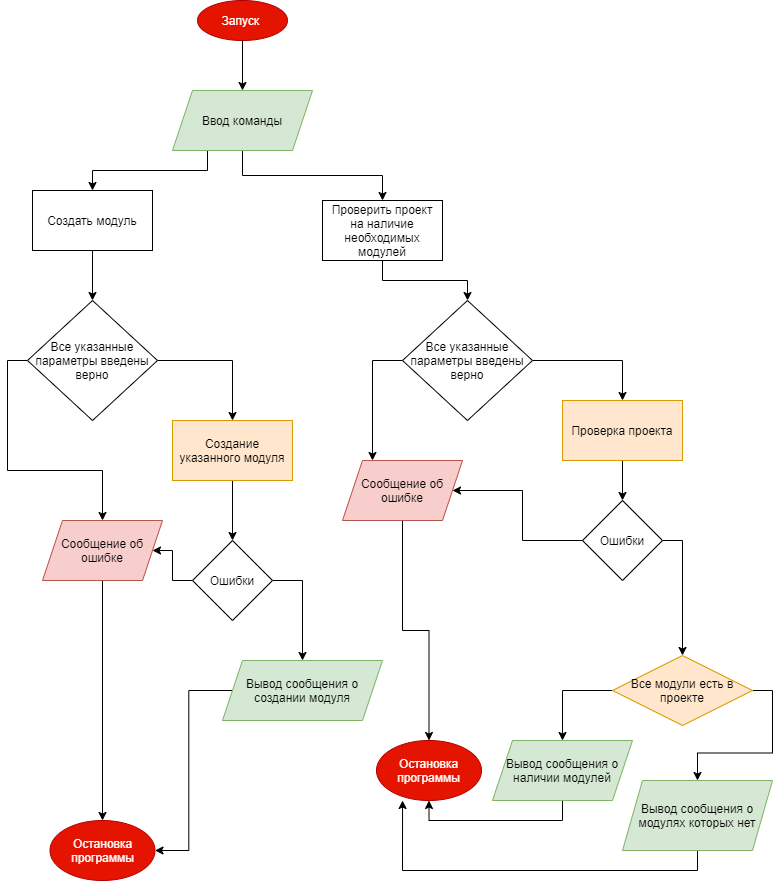 Запуск
Ввод команды
Создать модуль
Проверить проект
на наличие
необходимых
модулей
Все указанные
параметры введены
верно
Все указанные
параметры введены
верно
Создание
указанного модуля
Проверка проекта
Сообщение об
ошибке
Сообщение об
ошибке
Ошибки
Ошибки
Вывод сообщения о
создании модуля
Все модули есть в
проекте
Остановка
программы
Вывод сообщения о
наличии модулей
Вывод сообщения о
модулях которых нет
Остановка
программы